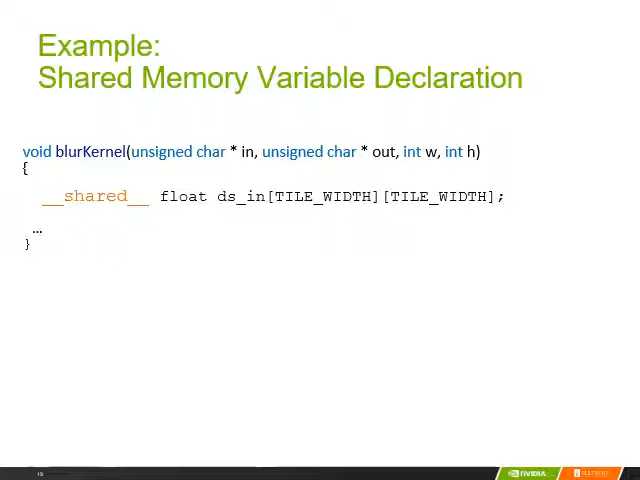 Example:
Shared Memory Variable Declaration
void blurKernel(unsigned char * in, unsigned char * out, int w, int h)
{
__shared__ float ds_in[TILE_WIDTH][TILE_WIDTH];
…
}
NVIDIA